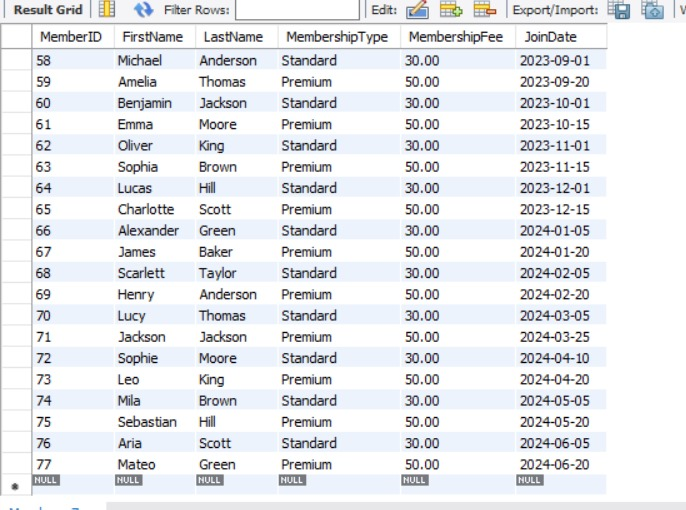 Result Grid Filter Rows: Edit: Export/Import:
MemberID FirstName LastName MembershipType MembershipFee JoinDate
58 Michael Anderson Standard 30.00 2023-09-01
59 Amelia Thomas Premium 50.00 2023-09-20
60 Benjamin Jackson Standard 30.00 2023-10-01
61 Emma Moore Premium 50.00 2023-10-15
62 Oliver King Standard 30.00 2023-11-01
63 Sophia Brown Premium 50.00 2023-11-15
64 Lucas Hill Standard 30.00 2023-12-01
65 Charlotte Scott Premium 50.00 2023-12-15
66 Alexander Green Standard 30.00 2024-01-05
67 James Baker Premium 50.00 2024-01-20
68 Scarlett Taylor Standard 30.00 2024-02-05
69 Henry Anderson Premium 50.00 2024-02-20
70 Lucy Thomas Standard 30.00 2024-03-05
71 Jackson Jackson Premium 50.00 2024-03-25
72 Sophie Moore Standard 30.00 2024-04-10
73 Leo King Premium 50.00 2024-04-20
74 Mila Brown Standard 30.00 2024-05-05
75 Sebastian Hill Premium 50.00 2024-05-20
76 Aria Scott Standard 30.00 2024-06-05
77 Mateo Green Premium 50.00 2024-06-20
NULL NULL NULL NULL NULL NULL